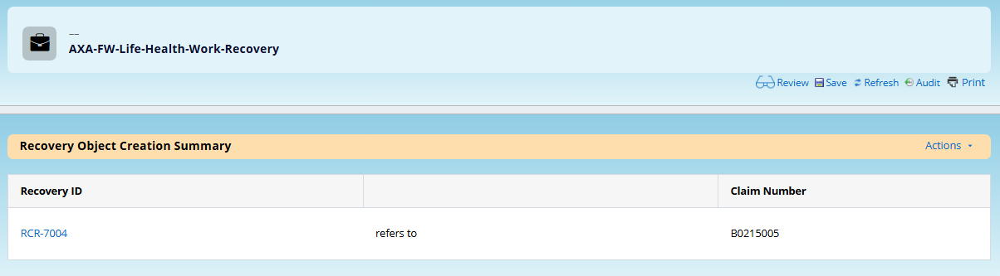 —
AXA-FW-Life-Health-Work-Recovery
Review Save Refresh Audit Print
Recovery Object Creation Summary Actions
Recovery ID Claim Number
RCR-7004 refers to B0215005